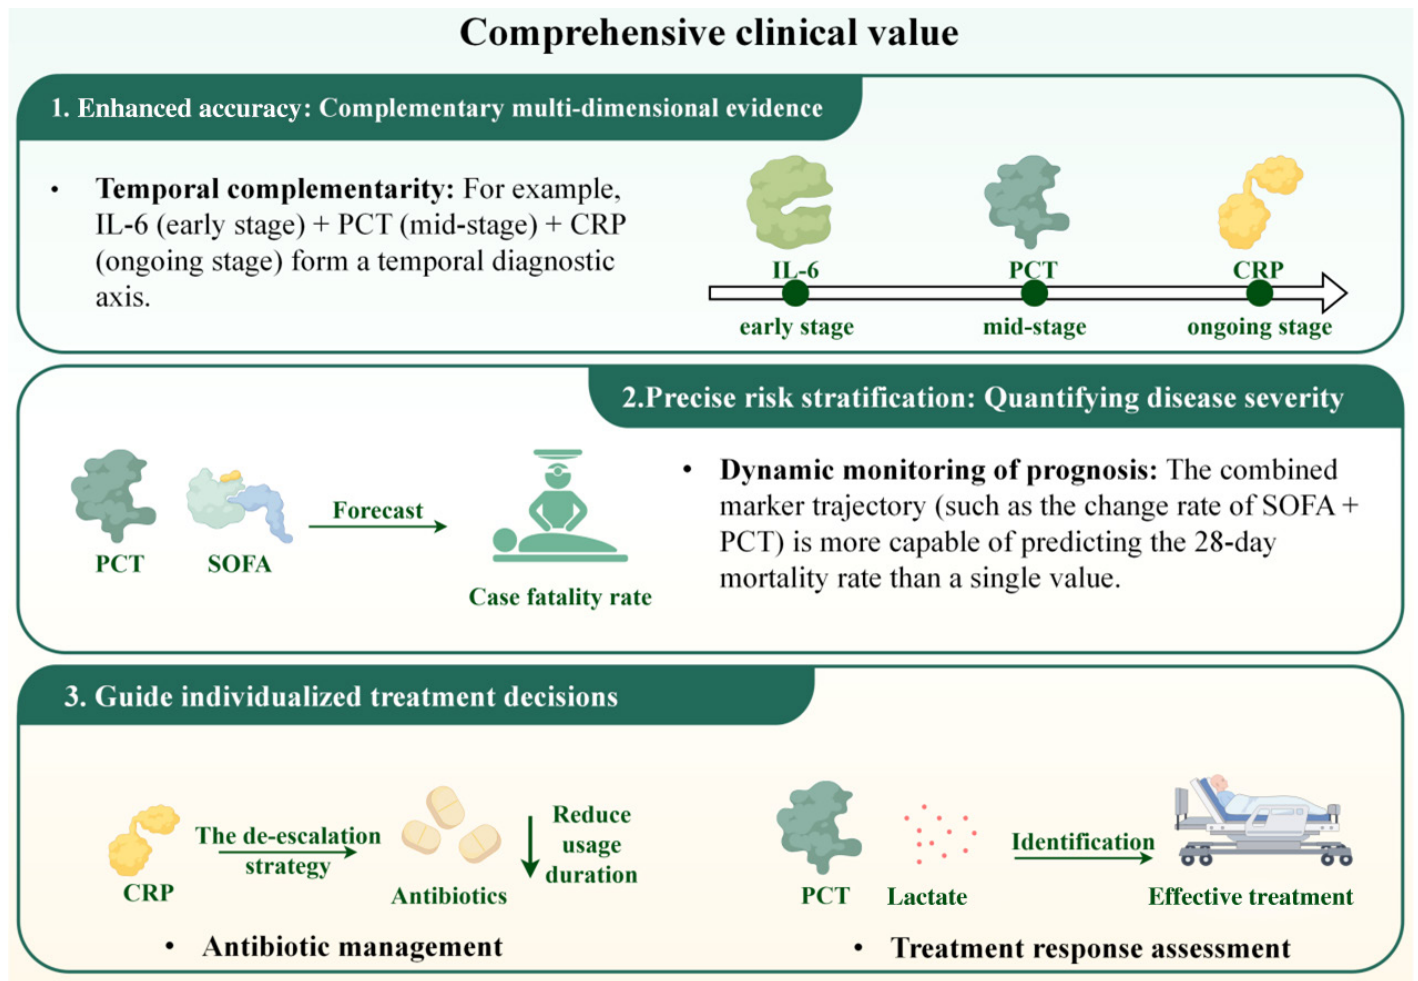 Comprehensive clinical value
1. Enhanced accuracy: Complementary multi-dimensional evidence
• Temporal complementarity: For example,
IL-6 (early stage) + PCT (mid-stage) + CRP
(ongoing stage) form a temporal diagnostic
axis.
IL-6
PCT
CRP
early stage
mid-stage
ongoing stage
2.Precise risk stratification: Quantifying disease severity
PCT
SOFA
Forecast
Case fatality rate
• Dynamic monitoring of prognosis: The combined
marker trajectory (such as the change rate of SOFA +
PCT) is more capable of predicting the 28-day
mortality rate than a single value.
3. Guide individualized treatment decisions
CRP
The de-escalation
strategy
Antibiotics
Reduce
usage
duration
• Antibiotic management
PCT
Lactate
Identification
Effective treatment
• Treatment response assessment